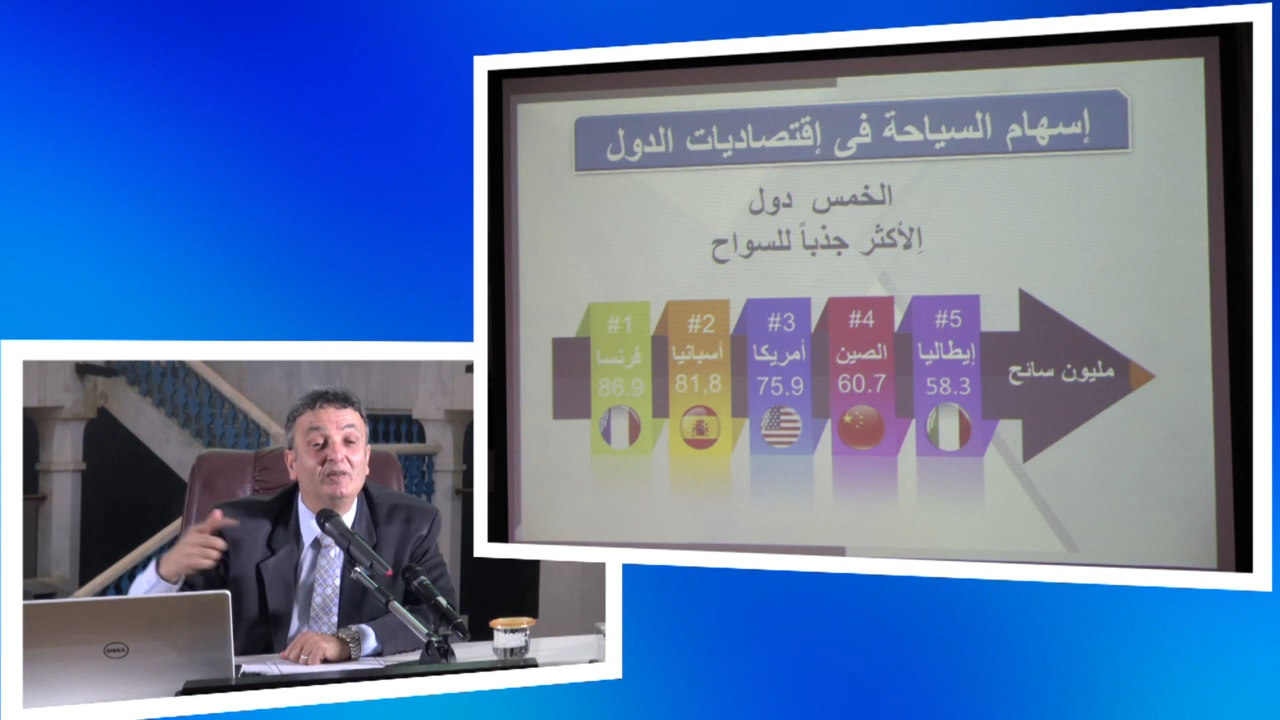 إسهام السياحة فى إقتصاديات الدول
الخمس دول
اِلأكثر جذباً للسواح
#1
فرنسا
86.9
#2
أسبانيا
81,8
#3
أمريكا
75.9
#4
الصين
60.7
#5
إيطاليا
58.3
مليون سائح
DELL